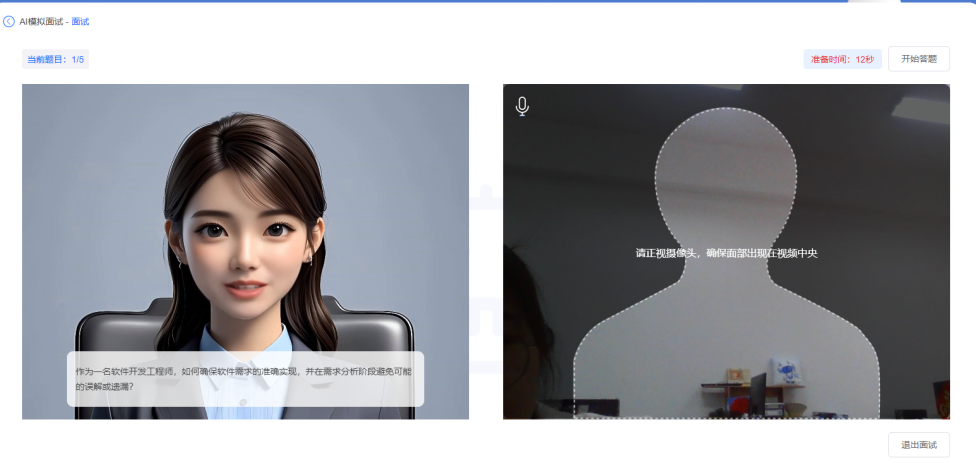 AI模拟面试 - 面试
当前题目：1/5
准备时间：12秒
开始答题
作为一名软件开发工程师，如何确保软件需求的准确实现，并在需求分析阶段避免可能
的误解或遗漏？
请正视摄像头，确保面部出现在视频中央
退出面试